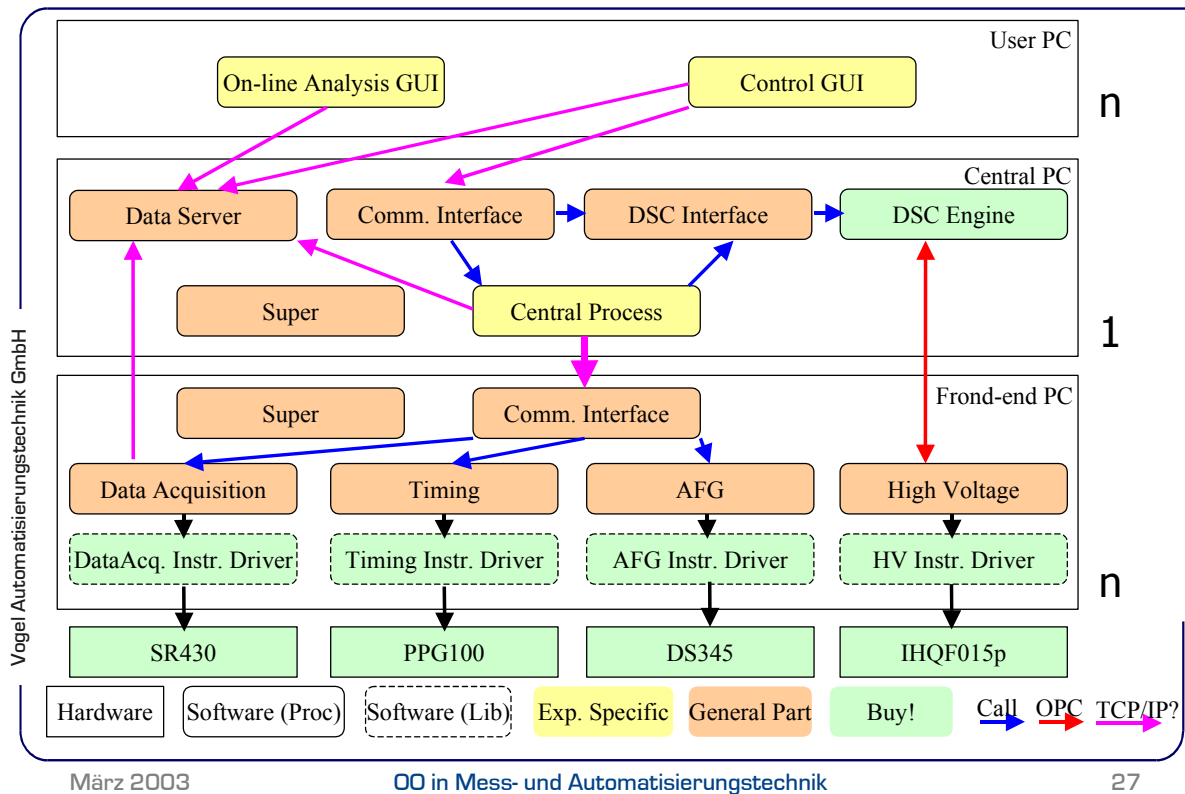 User PC
On-line Analysis GUI
Control GUI
n
Central PC
Data Server
Comm. Interface
DSC Interface
DSC Engine
Super
Central Process
1
Frond-end PC
Super
Comm. Interface
Data Acquisition
Timing
AFG
High Voltage
DataAcq. Instr. Driver
Timing Instr. Driver
AFG Instr. Driver
HV Instr. Driver
n
SR430
PPG100
DS345
IHQF015p
Hardware
Software (Proc)
Software (Lib)
Exp. Specific
General Part
Buy!
Call
OPC
TCP/IP?
Vogel Automatisierungstechnik GmbH
März 2003
OO in Mess- und Automatisierungstechnik
27